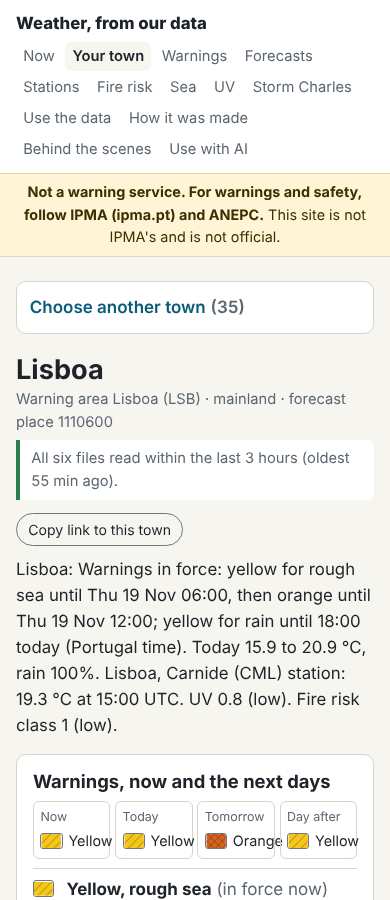 Weather, from our data
Now Your town Warnings Forecasts
Stations Fire risk Sea UV Storm Charles
Use the data How it was made
Behind the scenes Use with AI
Not a warning service. For warnings and safety,
follow IPMA (ipma.pt) and ANEPC. This site is not
IPMA's and is not official.
Choose another town (35)
Lisboa
Warning area Lisboa (LSB) · mainland · forecast
place 1110600
All six files read within the last 3 hours (oldest
55 min ago).
Copy link to this town
Lisboa: Warnings in force: yellow for rough
sea until Thu 19 Nov 06:00, then orange until
Thu 19 Nov 12:00; yellow for rain until 18:00
today (Portugal time). Today 15.9 to 20.9 °C,
rain 100%. Lisboa, Carnide (CML) station:
19.3 °C at 15:00 UTC. UV 0.8 (low). Fire risk
class 1 (low).
Warnings, now and the next days
Now Today Tomorrow Day after
Yellow Yellow Orange Yellow
Yellow, rough sea (in force now)